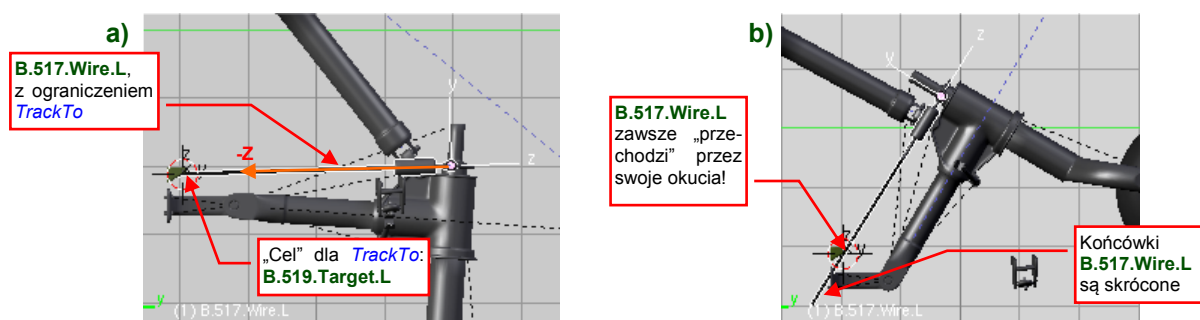 a)
B.517.Wire.L,
z ograniczeniem
TrackTo
-Z
y
z
z
y
„Cel” dla TrackTo:
B.519.Target.L
y
(1) B.517.Wire.L
b)
z
y
B.517.Wire.L
zawsze „prze-
chodzi” przez
swoje okucia!
z
y
Końcówki
B.517.Wire.L
są skrócone
y
(1) B.517.Wire.L